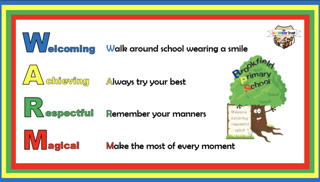 Welcoming Walk around school wearing a smile
Achieving Always try your best
Respectful Remember your manners
Magical Make the most of every moment
Brookfield
Primary
School